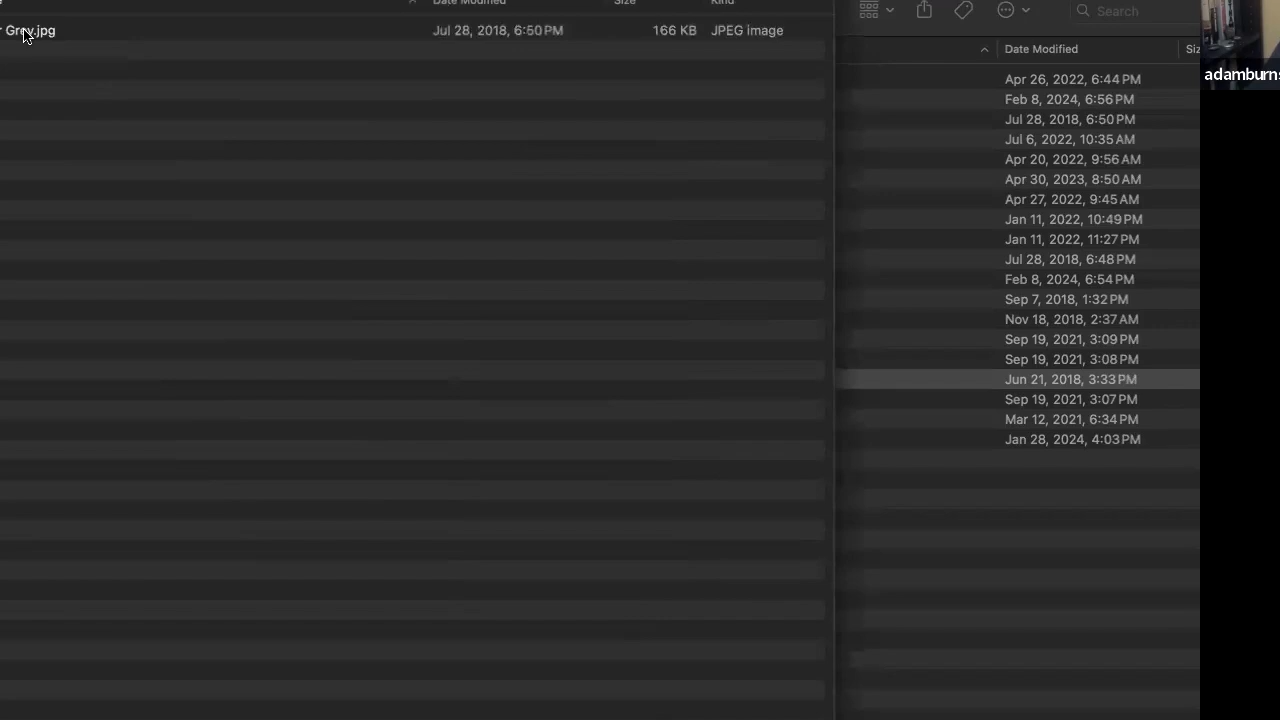 Date Modified Size Kind
Grey.jpg Jul 28, 2018, 6:50 PM 166 KB JPEG image
Search
Date Modified
Apr 26, 2022, 6:44 PM
Feb 8, 2024, 6:56 PM
Jul 28, 2018, 6:50 PM
Jul 6, 2022, 10:35 AM
Apr 20, 2022, 9:56 AM
Apr 30, 2023, 8:50 AM
Apr 27, 2022, 9:45 AM
Jan 11, 2022, 10:49 PM
Jan 11, 2022, 11:27 PM
Jul 28, 2018, 6:48 PM
Feb 8, 2024, 6:54 PM
Sep 7, 2018, 1:32 PM
Nov 18, 2018, 2:37 AM
Sep 19, 2021, 3:09 PM
Sep 19, 2021, 3:08 PM
Jun 21, 2018, 3:33 PM
Sep 19, 2021, 3:07 PM
Mar 12, 2021, 6:34 PM
Jan 28, 2024, 4:03 PM
adamburns